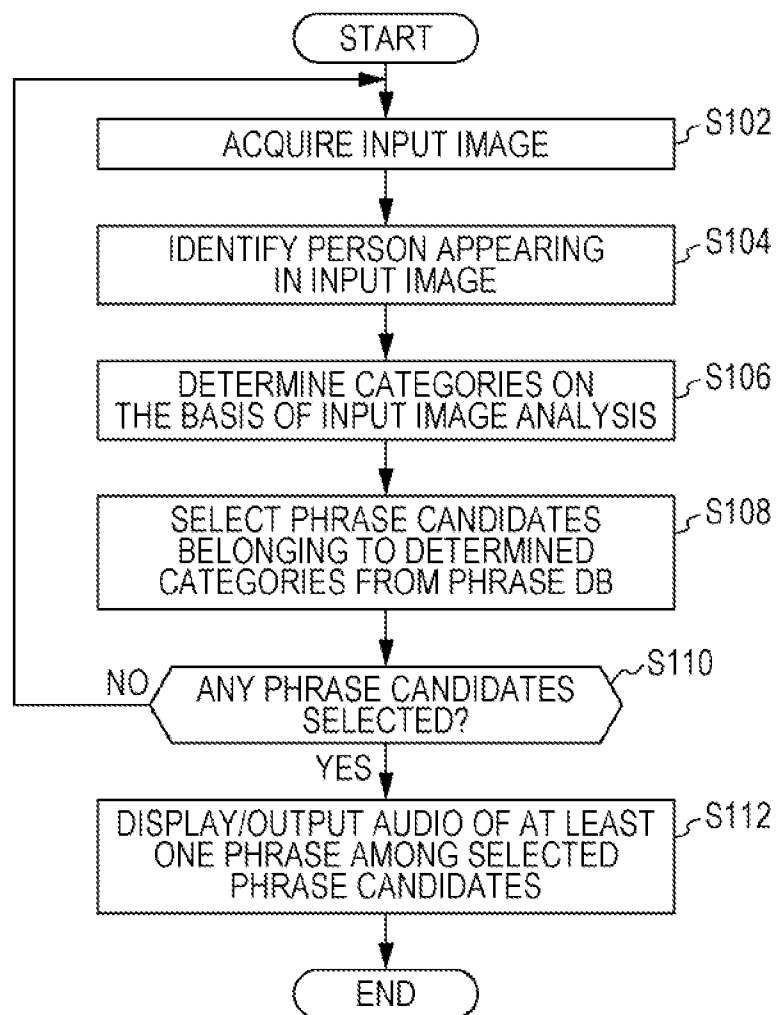 START
S102
ACQUIRE INPUT IMAGE
S104
IDENTIFY PERSON APPEARING
IN INPUT IMAGE
S106
DETERMINE CATEGORIES ON
THE BASIS OF INPUT IMAGE ANALYSIS
S108
SELECT PHRASE CANDIDATES
BELONGING TO DETERMINED
CATEGORIES FROM PHRASE DB
S110
NO
ANY PHRASE CANDIDATES
SELECTED?
YES
S112
DISPLAY/OUTPUT AUDIO OF AT LEAST
ONE PHRASE AMONG SELECTED
PHRASE CANDIDATES
END